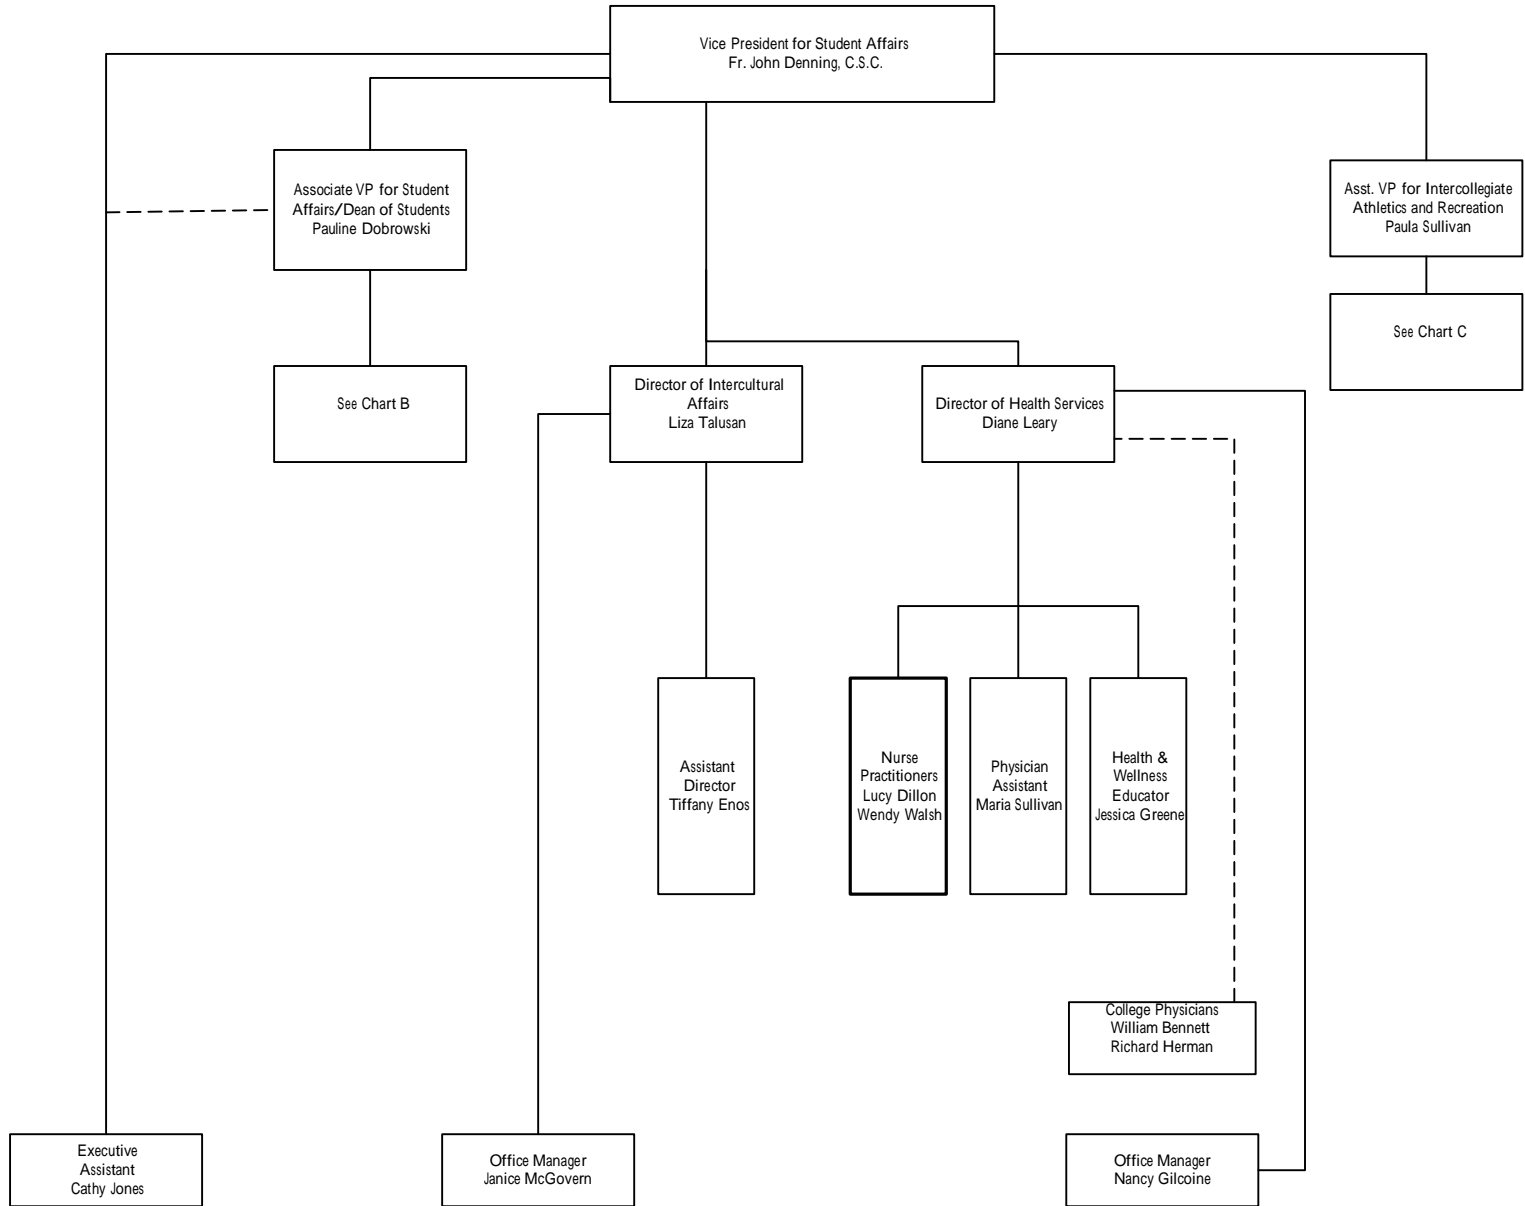 Vice President for Student Affairs
Fr. John Denning, C.S.C.
Associate VP for Student
Affairs/Dean of Students
Pauline Dobrowski
Asst. VP for Intercollegiate
Athletics and Recreation
Paula Sullivan
See Chart B
See Chart C
Director of Intercultural
Affairs
Liza Talusan
Director of Health Services
Diane Leary
Assistant
Director
Tiffany Enos
Nurse
Practitioners
Lucy Dillon
Wendy Walsh
Physician
Assistant
Maria Sullivan
Health &
Wellness
Educator
Jessica Greene
College Physicians
William Bennett
Richard Herman
Executive
Assistant
Cathy Jones
Office Manager
Janice McGovern
Office Manager
Nancy Gilcoine